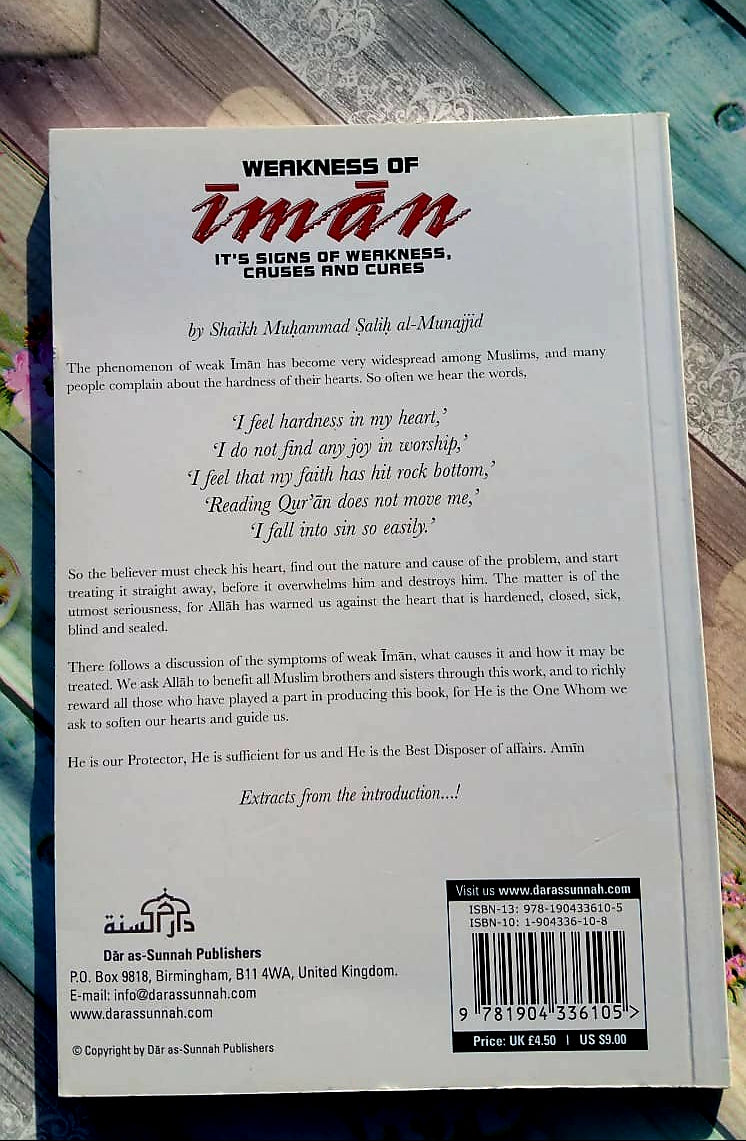 WEAKNESS OF
īmān
IT'S SIGNS OF WEAKNESS,
CAUSES AND CURES
by Shaikh Muḥammad Ṣaliḥ al-Munajjid
The phenomenon of weak Īmān has become very widespread among Muslims, and many
people complain about the hardness of their hearts. So often we hear the words,
‘I feel hardness in my heart,’
‘I do not find any joy in worship,’
‘I feel that my faith has hit rock bottom,’
‘Reading Qur’ān does not move me,’
‘I fall into sin so easily.’
So the believer must check his heart, find out the nature and cause of the problem, and start
treating it straight away, before it overwhelms him and destroys him. The matter is of the
utmost seriousness, for Allāh has warned us against the heart that is hardened, closed, sick,
blind and sealed.
There follows a discussion of the symptoms of weak Īmān, what causes it and how it may be
treated. We ask Allāh to benefit all Muslim brothers and sisters through this work, and to richly
reward all those who have played a part in producing this book, for He is the One Whom we
ask to soften our hearts and guide us.
He is our Protector, He is sufficient for us and He is the Best Disposer of affairs. Amīn
Extracts from the introduction...!
دار السنة
Dār as-Sunnah Publishers
P.O. Box 9818, Birmingham, B11 4WA, United Kingdom.
E-mail: info@darassunnah.com
www.darassunnah.com
© Copyright by Dār as-Sunnah Publishers
Visit us www.darassunnah.com
ISBN-13: 978-190433610-5
ISBN-10: 1-904336-10-8
9 781904 336105 >
Price: UK £4.50 | US $9.00